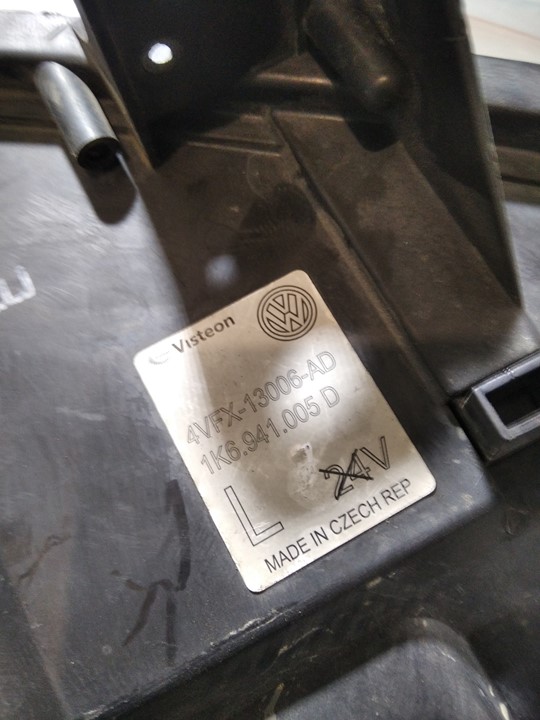 Visteon
4VFX-13006-AD
1K6.941.005 D
L 24V
MADE IN CZECH REP